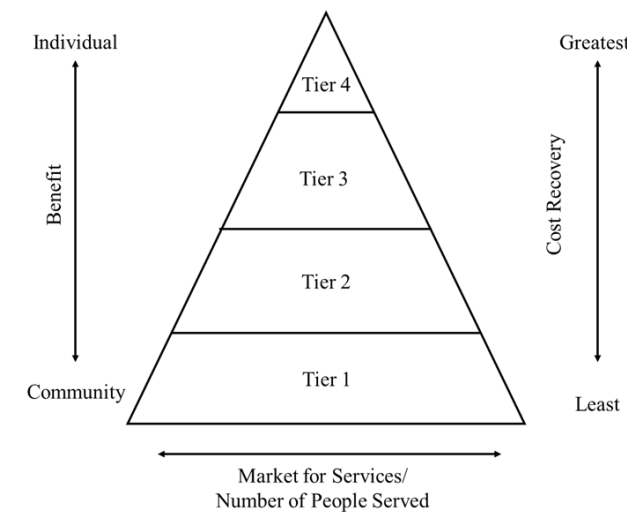 Individual
Greatest
Tier 4
Benefit
Tier 3
Cost Recovery
Tier 2
Community
Tier 1
Least
Market for Services/
Number of People Served